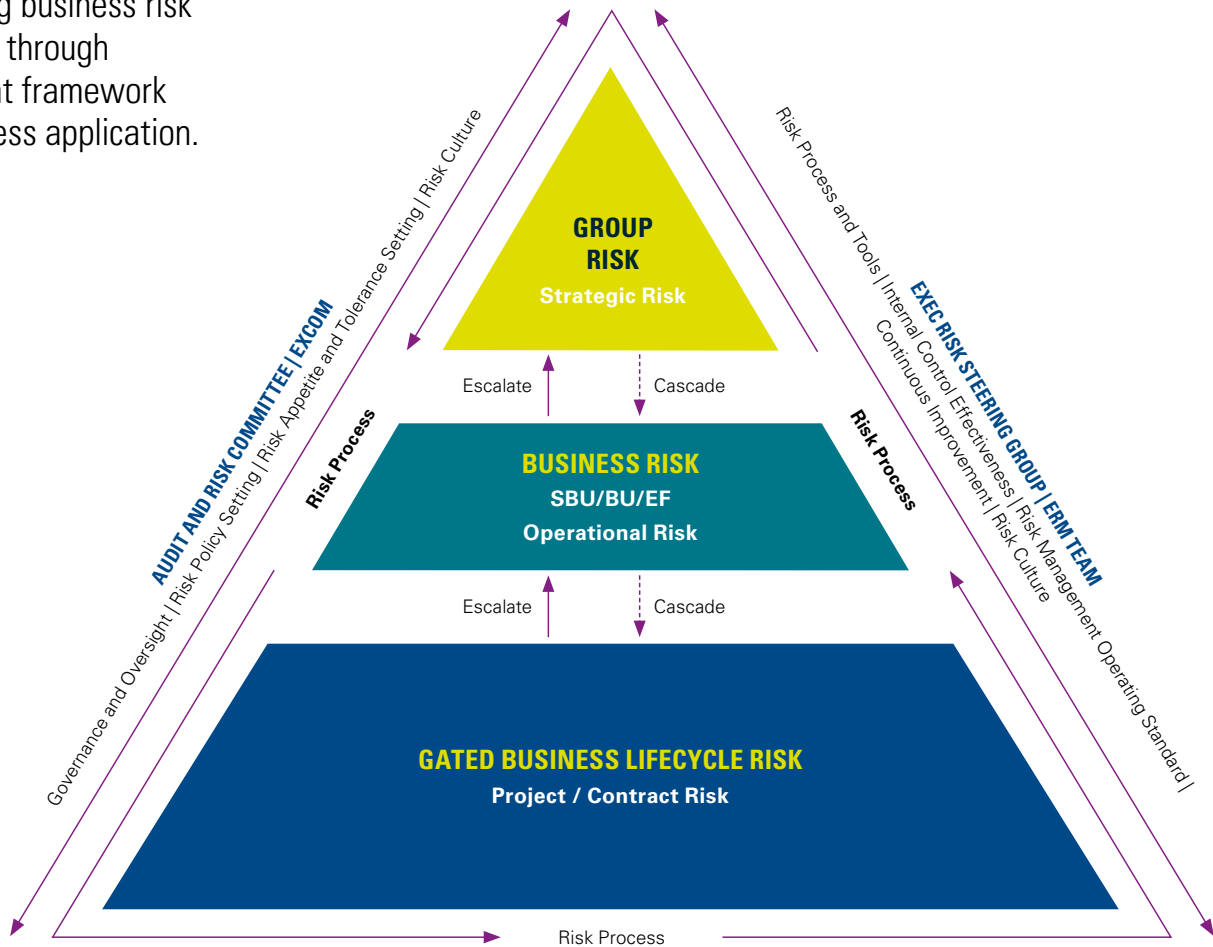 g business risk
through
t framework
ess application.
GROUP
RISK
Strategic Risk
Escalate
Cascade
BUSINESS RISK
SBU/BU/EF
Operational Risk
Escalate
Cascade
GATED BUSINESS LIFECYCLE RISK
Project / Contract Risk
Risk Process
Risk Process
Risk Process
AUDIT AND RISK COMMITTEE | EXCOM
Governance and Oversight | Risk Policy Setting | Risk Appetite and Tolerance Setting | Risk Culture
EXEC RISK STEERING GROUP | ERM TEAM
Risk Process and Tools | Internal Control Effectiveness | Risk Management Operating Standard |
Continuous Improvement | Risk Culture